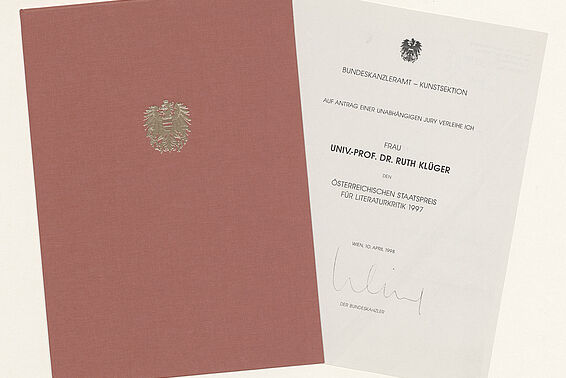 BUNDESKANZLERAMT – KUNSTSEKTION
AUF ANTRAG EINER UNABHÄNGIGEN JURY VERLEIHE ICH
FRAU
UNIV-PROF. DR. RUTH KLÜGER
DEN
ÖSTERREICHISCHEN STAATSPREIS
FÜR LITERATURKRITIK 1997
WIEN, 10. APRIL 1998
DER BUNDESKANZLER